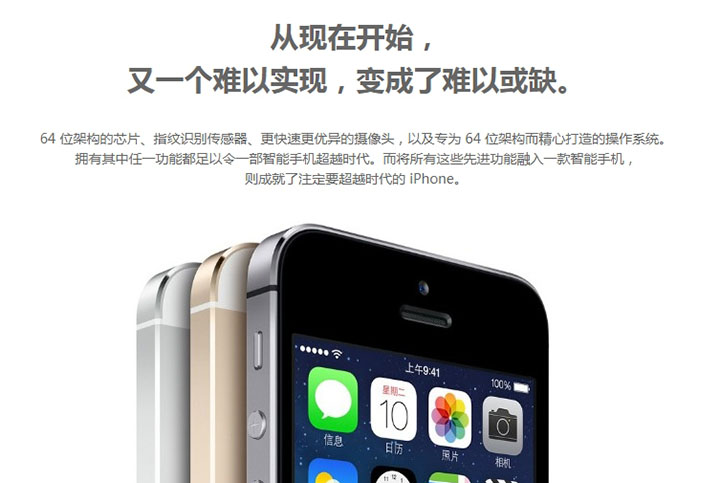 从现在开始，
又一个难以实现，变成了难以或缺。
64 位架构的芯片、指纹识别传感器、更快速更优异的摄像头，以及专为 64 位架构而精心打造的操作系统。
拥有其中任一功能都足以令一部智能手机超越时代。而将所有这些先进功能融入一款智能手机，
则成就了注定要超越时代的 iPhone。
上午9:41
100%
星期二
10
信息
日历
照片
相机